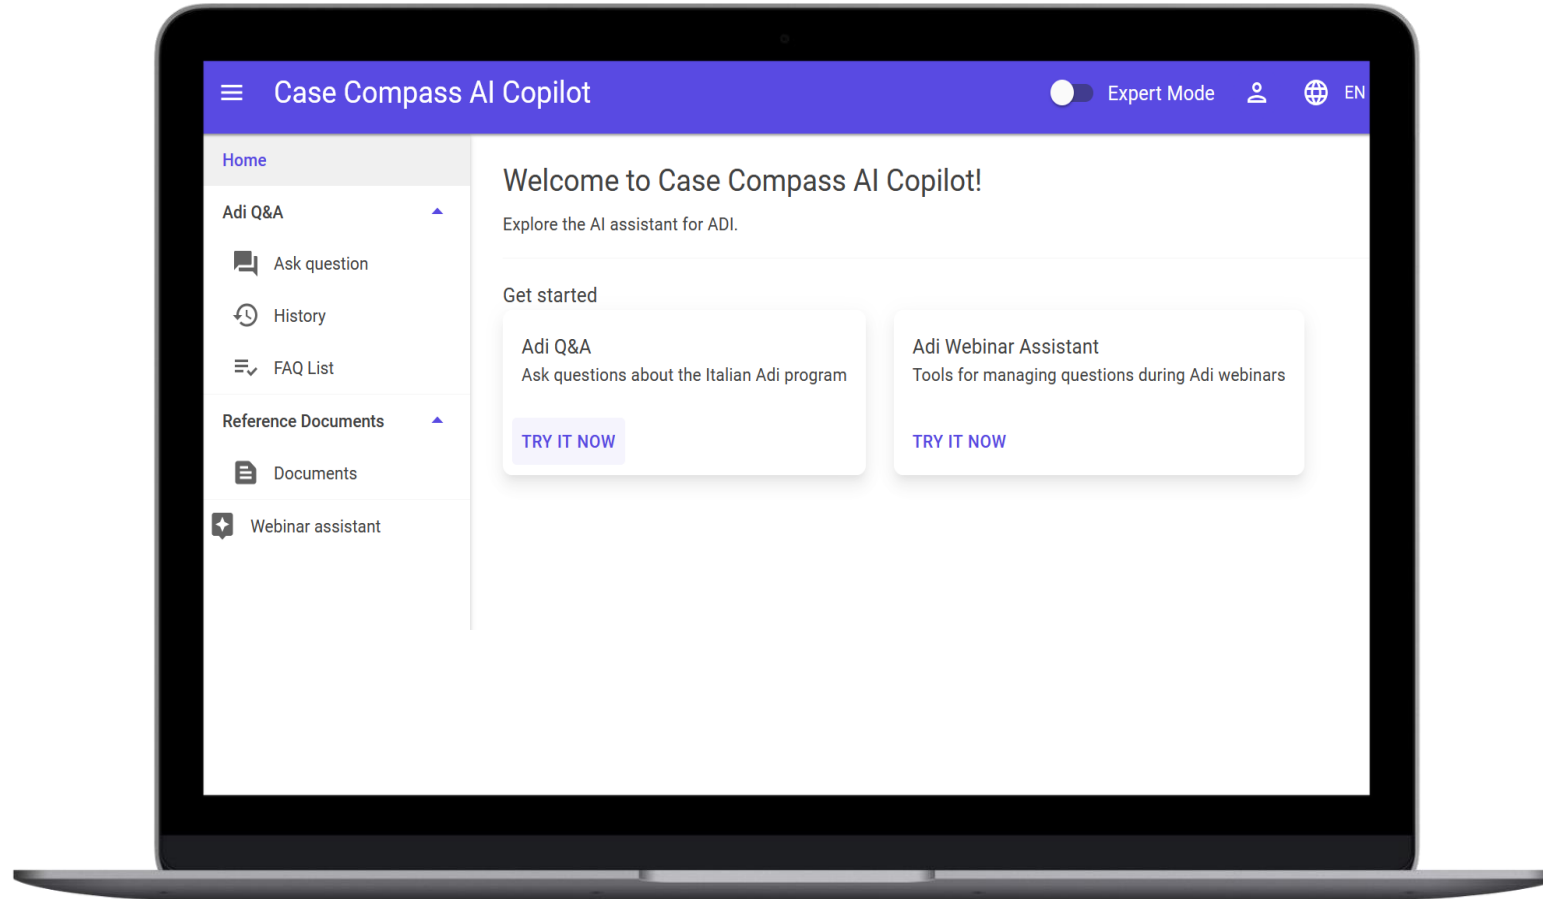 Case Compass AI Copilot
Expert Mode
EN
Home
Adi Q&A
Ask question
History
FAQ List
Reference Documents
Documents
Webinar assistant
Welcome to Case Compass AI Copilot!
Explore the AI assistant for ADI.
Get started
Adi Q&A
Ask questions about the Italian Adi program
TRY IT NOW
Adi Webinar Assistant
Tools for managing questions during Adi webinars
TRY IT NOW